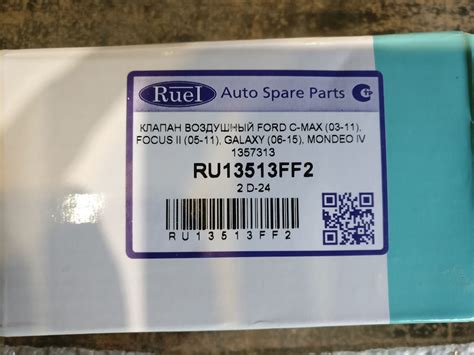 Ruei Auto Spare Parts
КЛАПАН ВОЗДУШНЫЙ FORD C-MAX (03-11),
FOCUS II (05-11), GALAXY (06-15), MONDEO IV
1357313
RU13513FF2
2 D-24
RU13513FF2